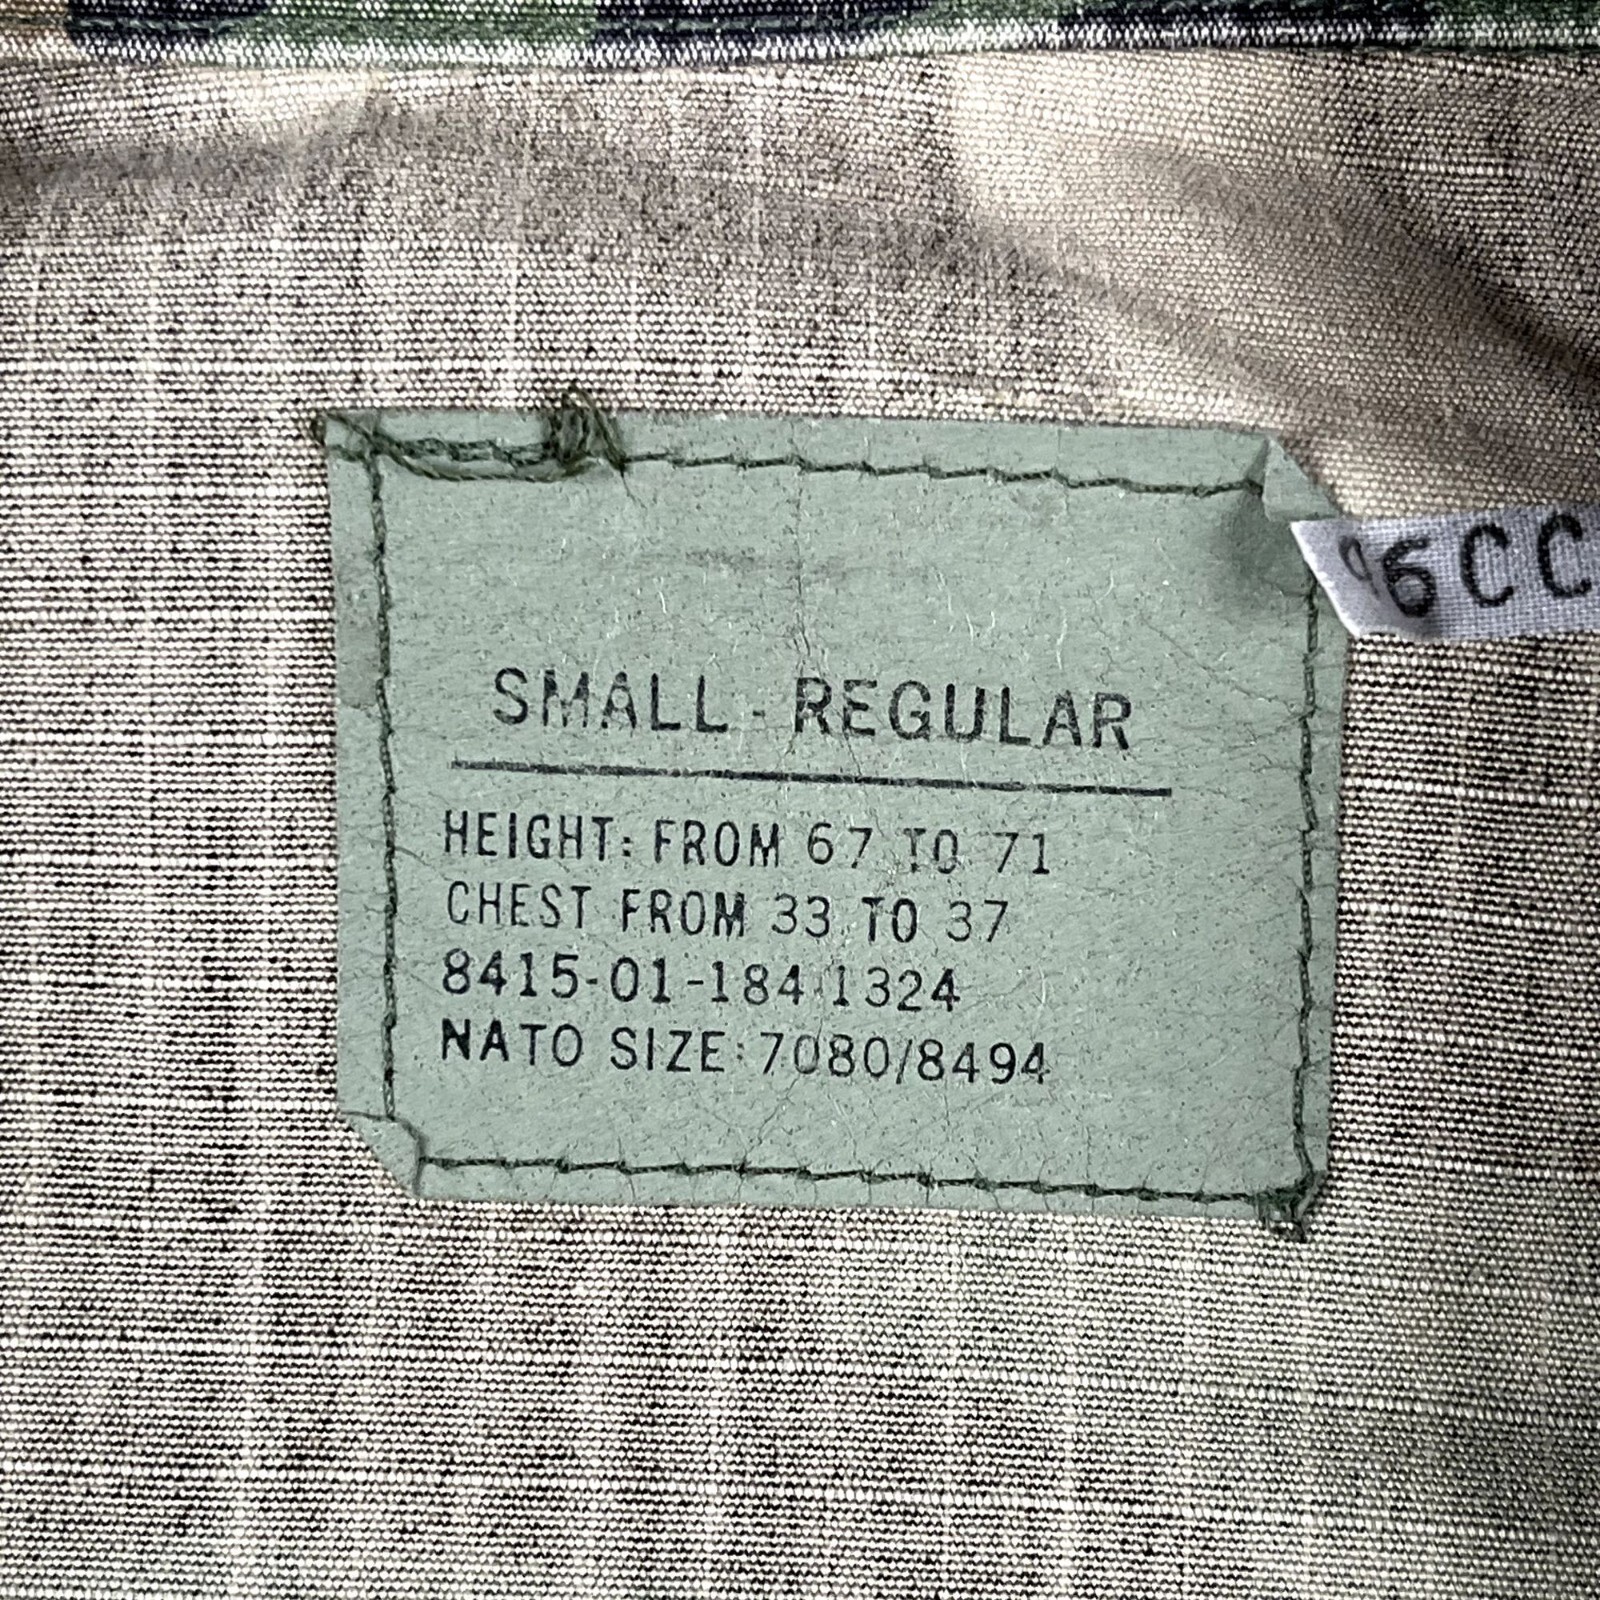 96CC
SMALL - REGULAR
HEIGHT: FROM 67 TO 71
CHEST FROM 33 TO 37
8415-01-184-1324
NATO SIZE: 7080/8494